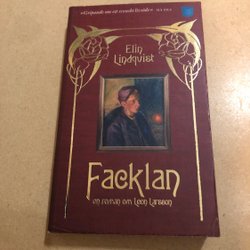 Elin
Lindqvist
Facklan
en roman om Leon Larsson